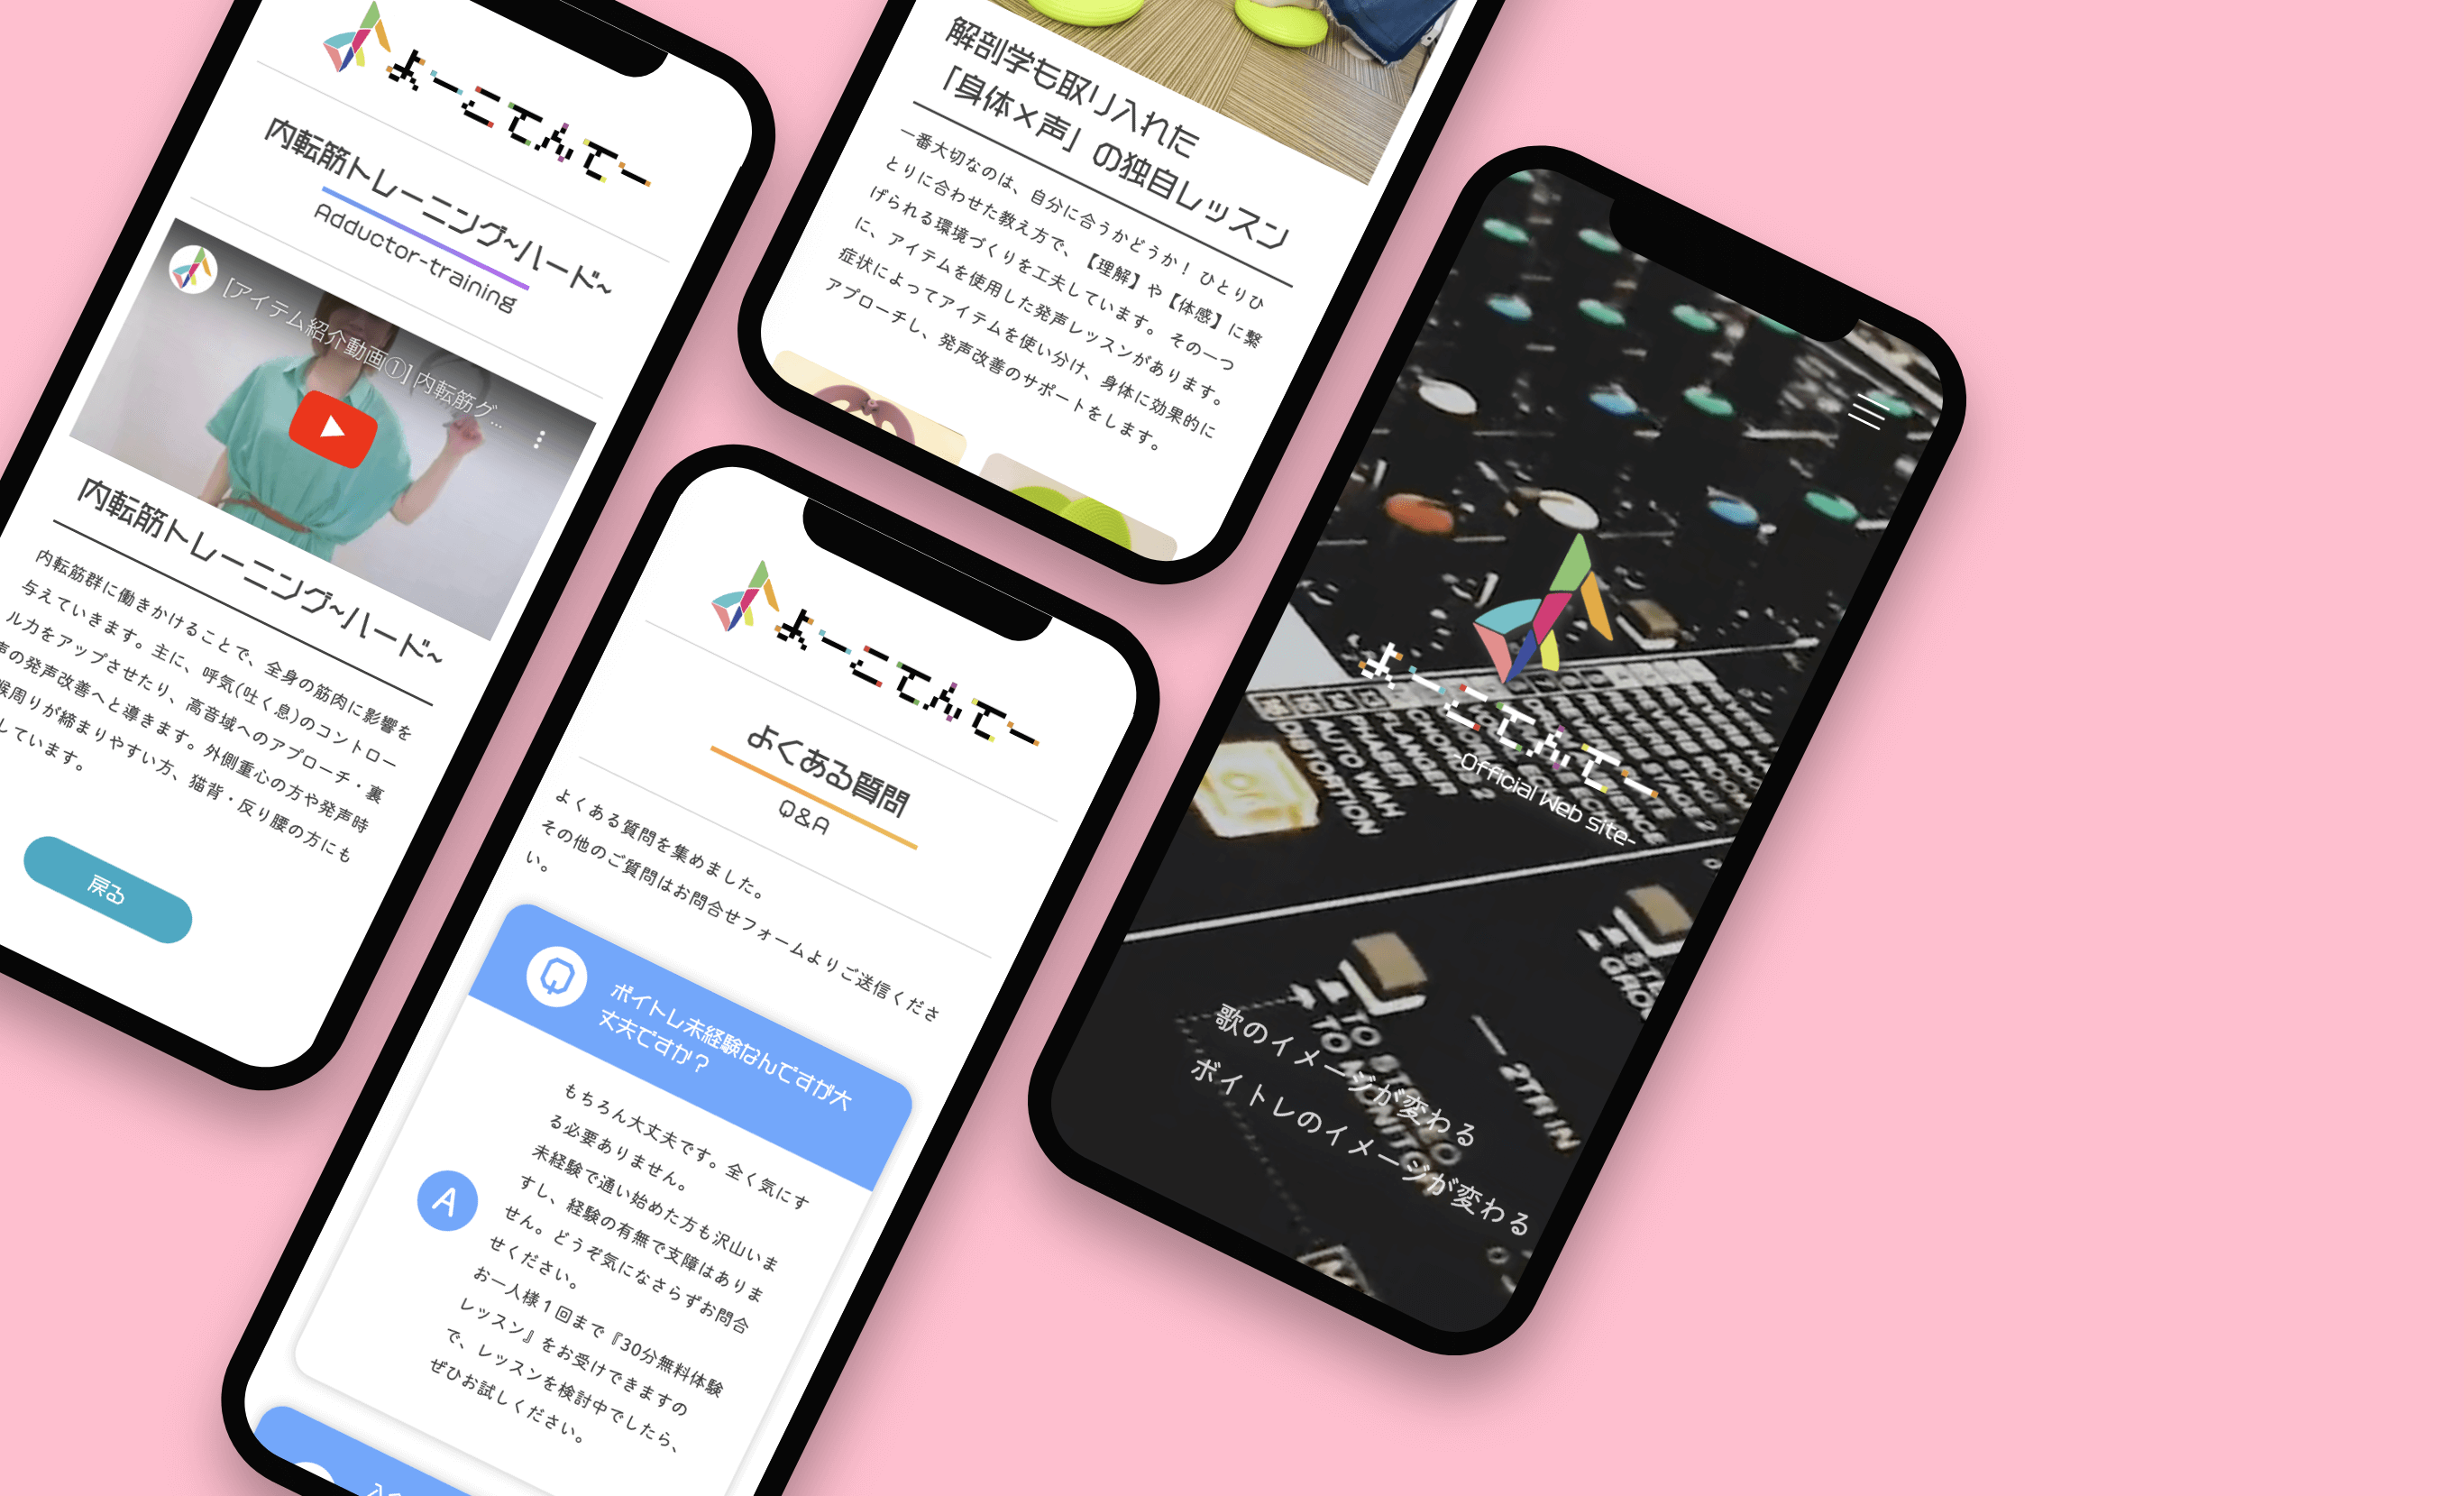 よーこてんてー
内転筋トレーニング~ハード~
Adductor-training
[アイテム紹介動画①] 内転筋グ…
内転筋トレーニング~ハード~
内転筋群に働きかけることで、全身の筋肉に影響を
与えていきます。主に、呼気(吐く息)のコントロー
ル力をアップさせたり、高音域へのアプローチ・裏
声の発声改善へと導きます。外側重心の方や発声時
喉周りが締まりやすい方、猫背・反り腰の方にも
しています。
戻る
解剖学も取り入れた
「身体×声」の独自レッスン
一番大切なのは、自分に合うかどうか！ ひとりひ
とりに合わせた教え方で、【理解】や【体感】に繋
げられる環境づくりを工夫しています。 その一つ
に、アイテムを使用した発声レッスンがあります。
症状によってアイテムを使い分け、身体に効果的に
アプローチし、発声改善のサポートをします。
よーこてんてー
よくある質問
Q&A
よくある質問を集めました。
その他のご質問はお問合せフォームよりご送信くださ
い。
Q
ボイトレ未経験なんですが大
丈夫ですか？
A
もちろん大丈夫です。全く気にす
る必要ありません。
未経験で通い始めた方も沢山いま
すし、経験の有無で支障はありま
せん。どうぞ気になさらずお問合
せください。
お一人様１回まで『30分無料体験
レッスン』をお受けできますの
で、レッスンを検討中でしたら、
ぜひお試しください。
よーこてんてー
-Official Web site-
DISTORTION
AUTO WAH
PHASER
FLANGER
2TR IN
歌のイメージが変わる
ボイトレのイメージが変わる